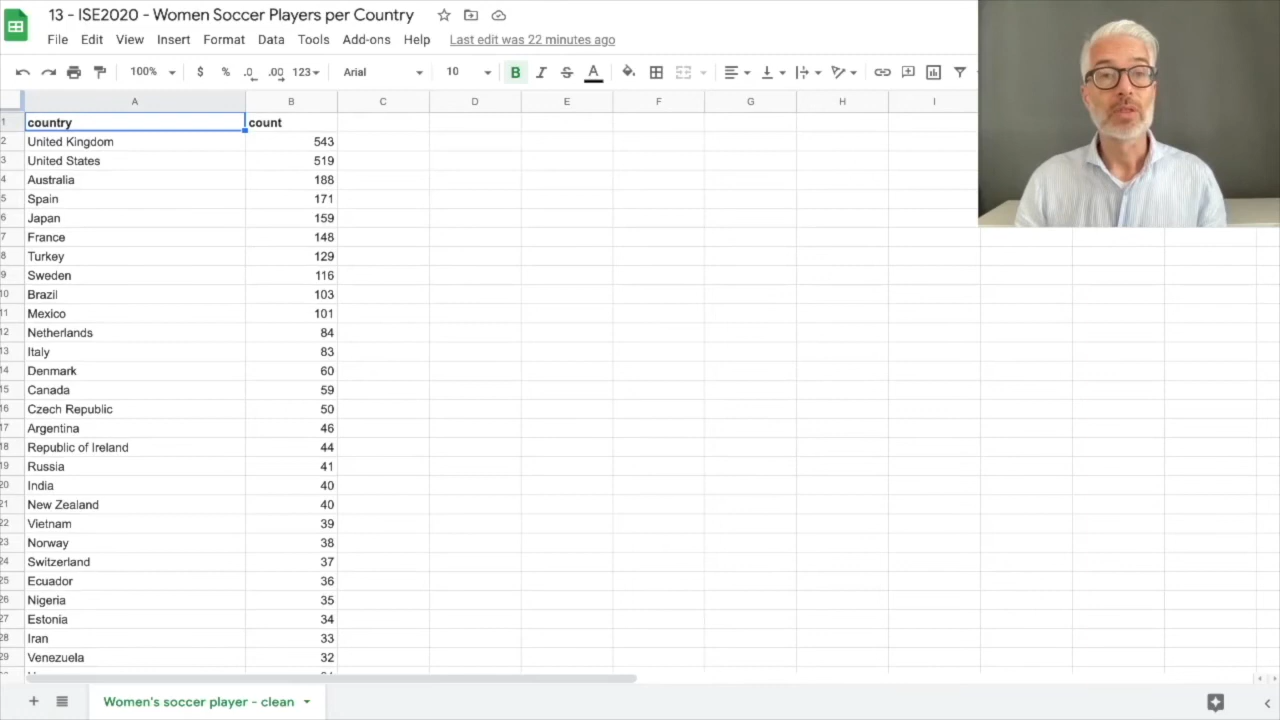 13 - ISE2020 - Women Soccer Players per Country
File Edit View Insert Format Data Tools Add-ons Help Last edit was 22 minutes ago
100% $ % .0 .00 123 Arial 10 B I S A
A B C D E F G H I
1 country count
2 United Kingdom 543
3 United States 519
4 Australia 188
5 Spain 171
6 Japan 159
7 France 148
8 Turkey 129
9 Sweden 116
10 Brazil 103
11 Mexico 101
12 Netherlands 84
13 Italy 83
14 Denmark 60
15 Canada 59
16 Czech Republic 50
17 Argentina 46
18 Republic of Ireland 44
19 Russia 41
20 India 40
21 New Zealand 40
22 Vietnam 39
23 Norway 38
24 Switzerland 37
25 Ecuador 36
26 Nigeria 35
27 Estonia 34
28 Iran 33
29 Venezuela 32
Women's soccer player - clean